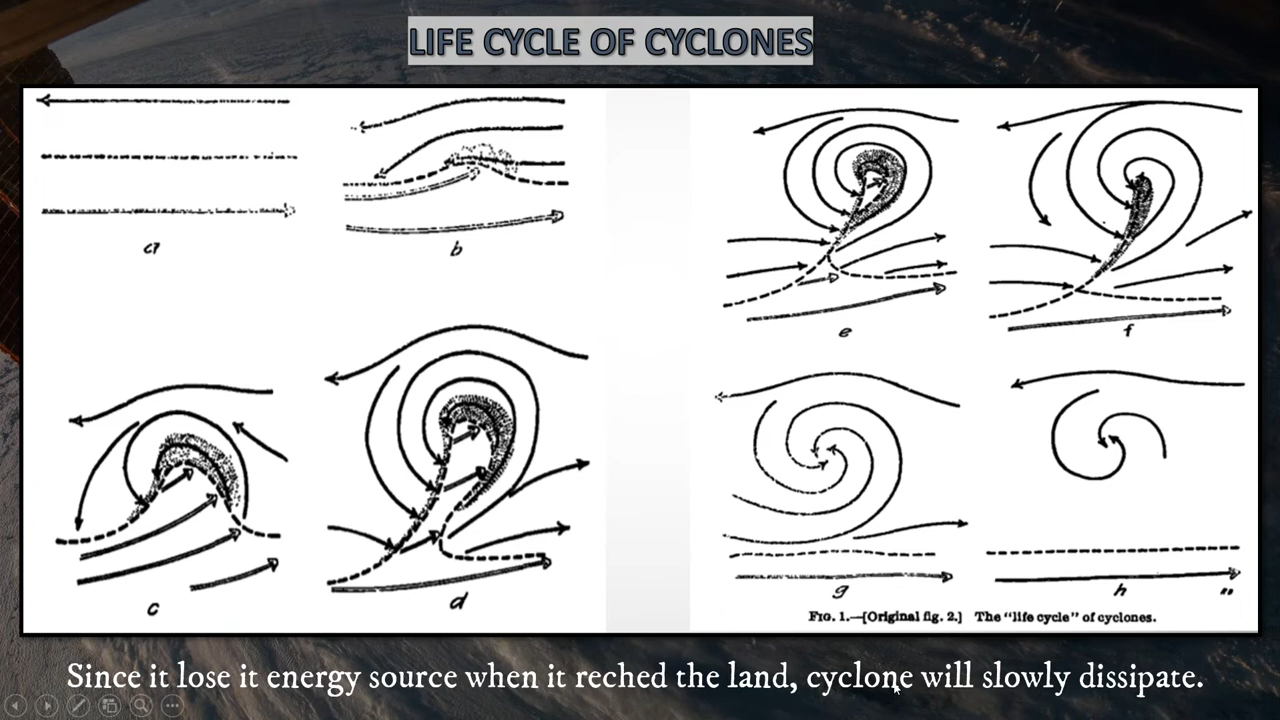 LIFE CYCLE OF CYCLONES
a
b
c
d
e
f
g
h
FIG. 1.—[Original fig. 2.] The "life cycle" of cyclones.
Since it lose it energy source when it reched the land, cyclone will slowly dissipate.